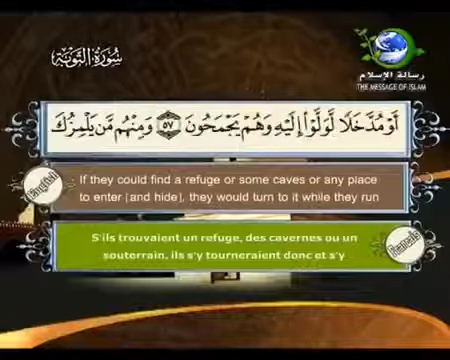 سُورَةُ التَّوْبَةِ
رسالة الإسلام
THE MESSAGE OF ISLAM
أَوْ مُدَّخَلًا لَّوَلَّوْا إِلَيْهِ وَهُمْ يَجْمَحُونَ ٥٧ وَمِنْهُم مَّن يَلْمِزُكَ
English
If they could find a refuge or some caves or any place
to enter [and hide], they would turn to it while they run
S'ils trouvaient un refuge, des cavernes ou un
souterrain, ils s'y tourneraient donc et s'y